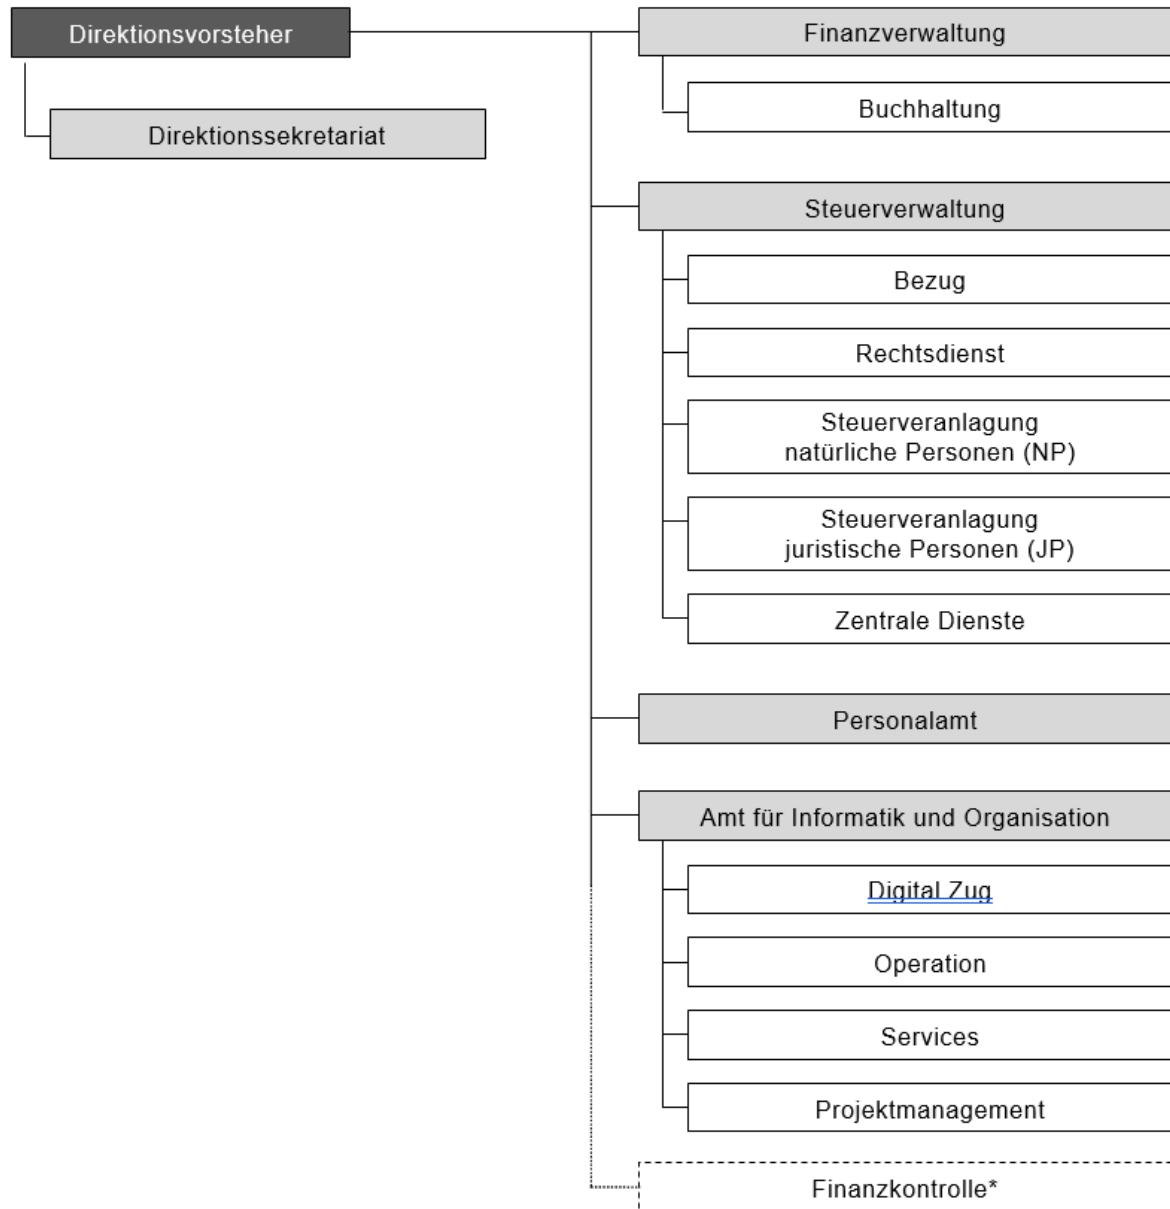 Direktionsvorsteher
Direktionssekretariat
Finanzverwaltung
Buchhaltung
Steuerverwaltung
Bezug
Rechtsdienst
Steuerveranlagung
natürliche Personen (NP)
Steuerveranlagung
juristische Personen (JP)
Zentrale Dienste
Personalamt
Amt für Informatik und Organisation
Digital Zug
Operation
Services
Projektmanagement
Finanzkontrolle*